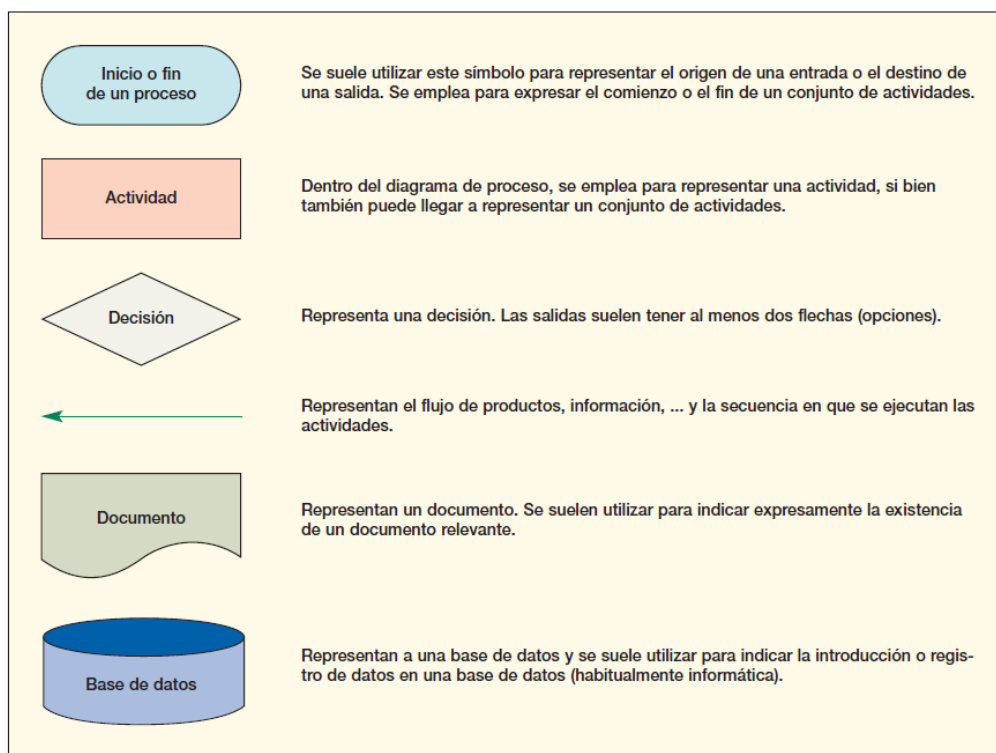 Inicio o fin
de un proceso
Se suele utilizar este símbolo para representar el origen de una entrada o el destino de
una salida. Se emplea para expresar el comienzo o el fin de un conjunto de actividades.
Actividad
Dentro del diagrama de proceso, se emplea para representar una actividad, si bien
también puede llegar a representar un conjunto de actividades.
Decisión
Representa una decisión. Las salidas suelen tener al menos dos flechas (opciones).
Representan el flujo de productos, información, ... y la secuencia en que se ejecutan las
actividades.
Documento
Representan un documento. Se suelen utilizar para indicar expresamente la existencia
de un documento relevante.
Base de datos
Representan a una base de datos y se suele utilizar para indicar la introducción o regis-
tro de datos en una base de datos (habitualmente informática).